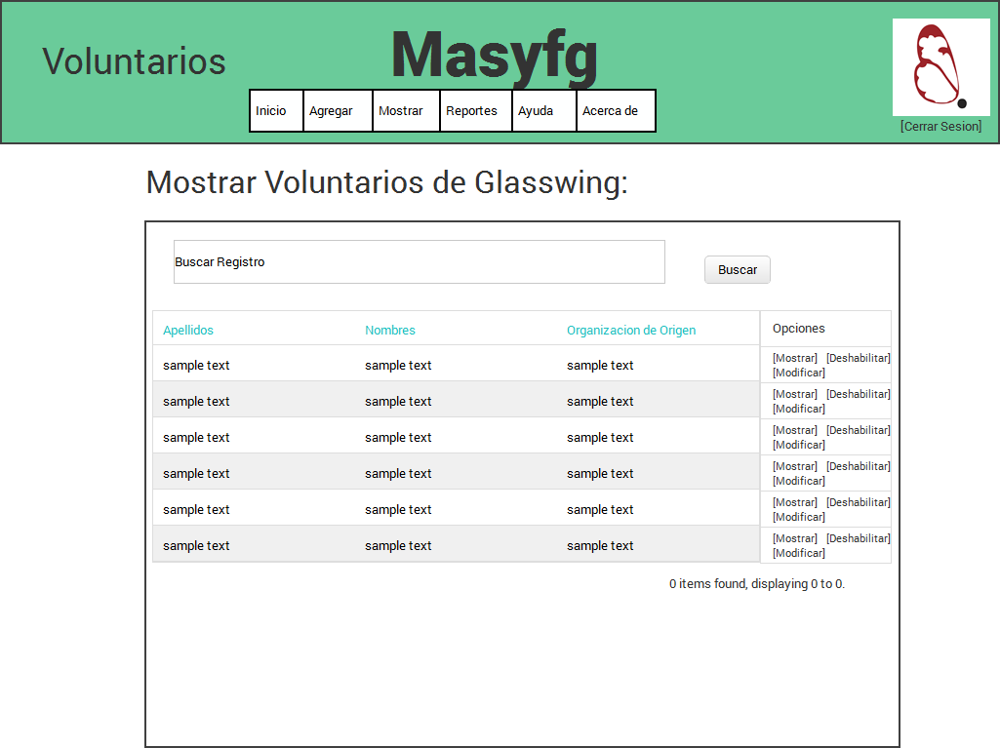 Voluntarios
Masyfg
Inicio Agregar Mostrar Reportes Ayuda Acerca de
[Cerrar Sesion]
Mostrar Voluntarios de Glasswing:
Buscar Registro
Buscar
Apellidos Nombres Organizacion de Origen Opciones
sample text sample text sample text [Mostrar] [Deshabilitar]
[Modificar]
sample text sample text sample text [Mostrar] [Deshabilitar]
[Modificar]
sample text sample text sample text [Mostrar] [Deshabilitar]
[Modificar]
sample text sample text sample text [Mostrar] [Deshabilitar]
[Modificar]
sample text sample text sample text [Mostrar] [Deshabilitar]
[Modificar]
sample text sample text sample text [Mostrar] [Deshabilitar]
[Modificar]
0 items found, displaying 0 to 0.